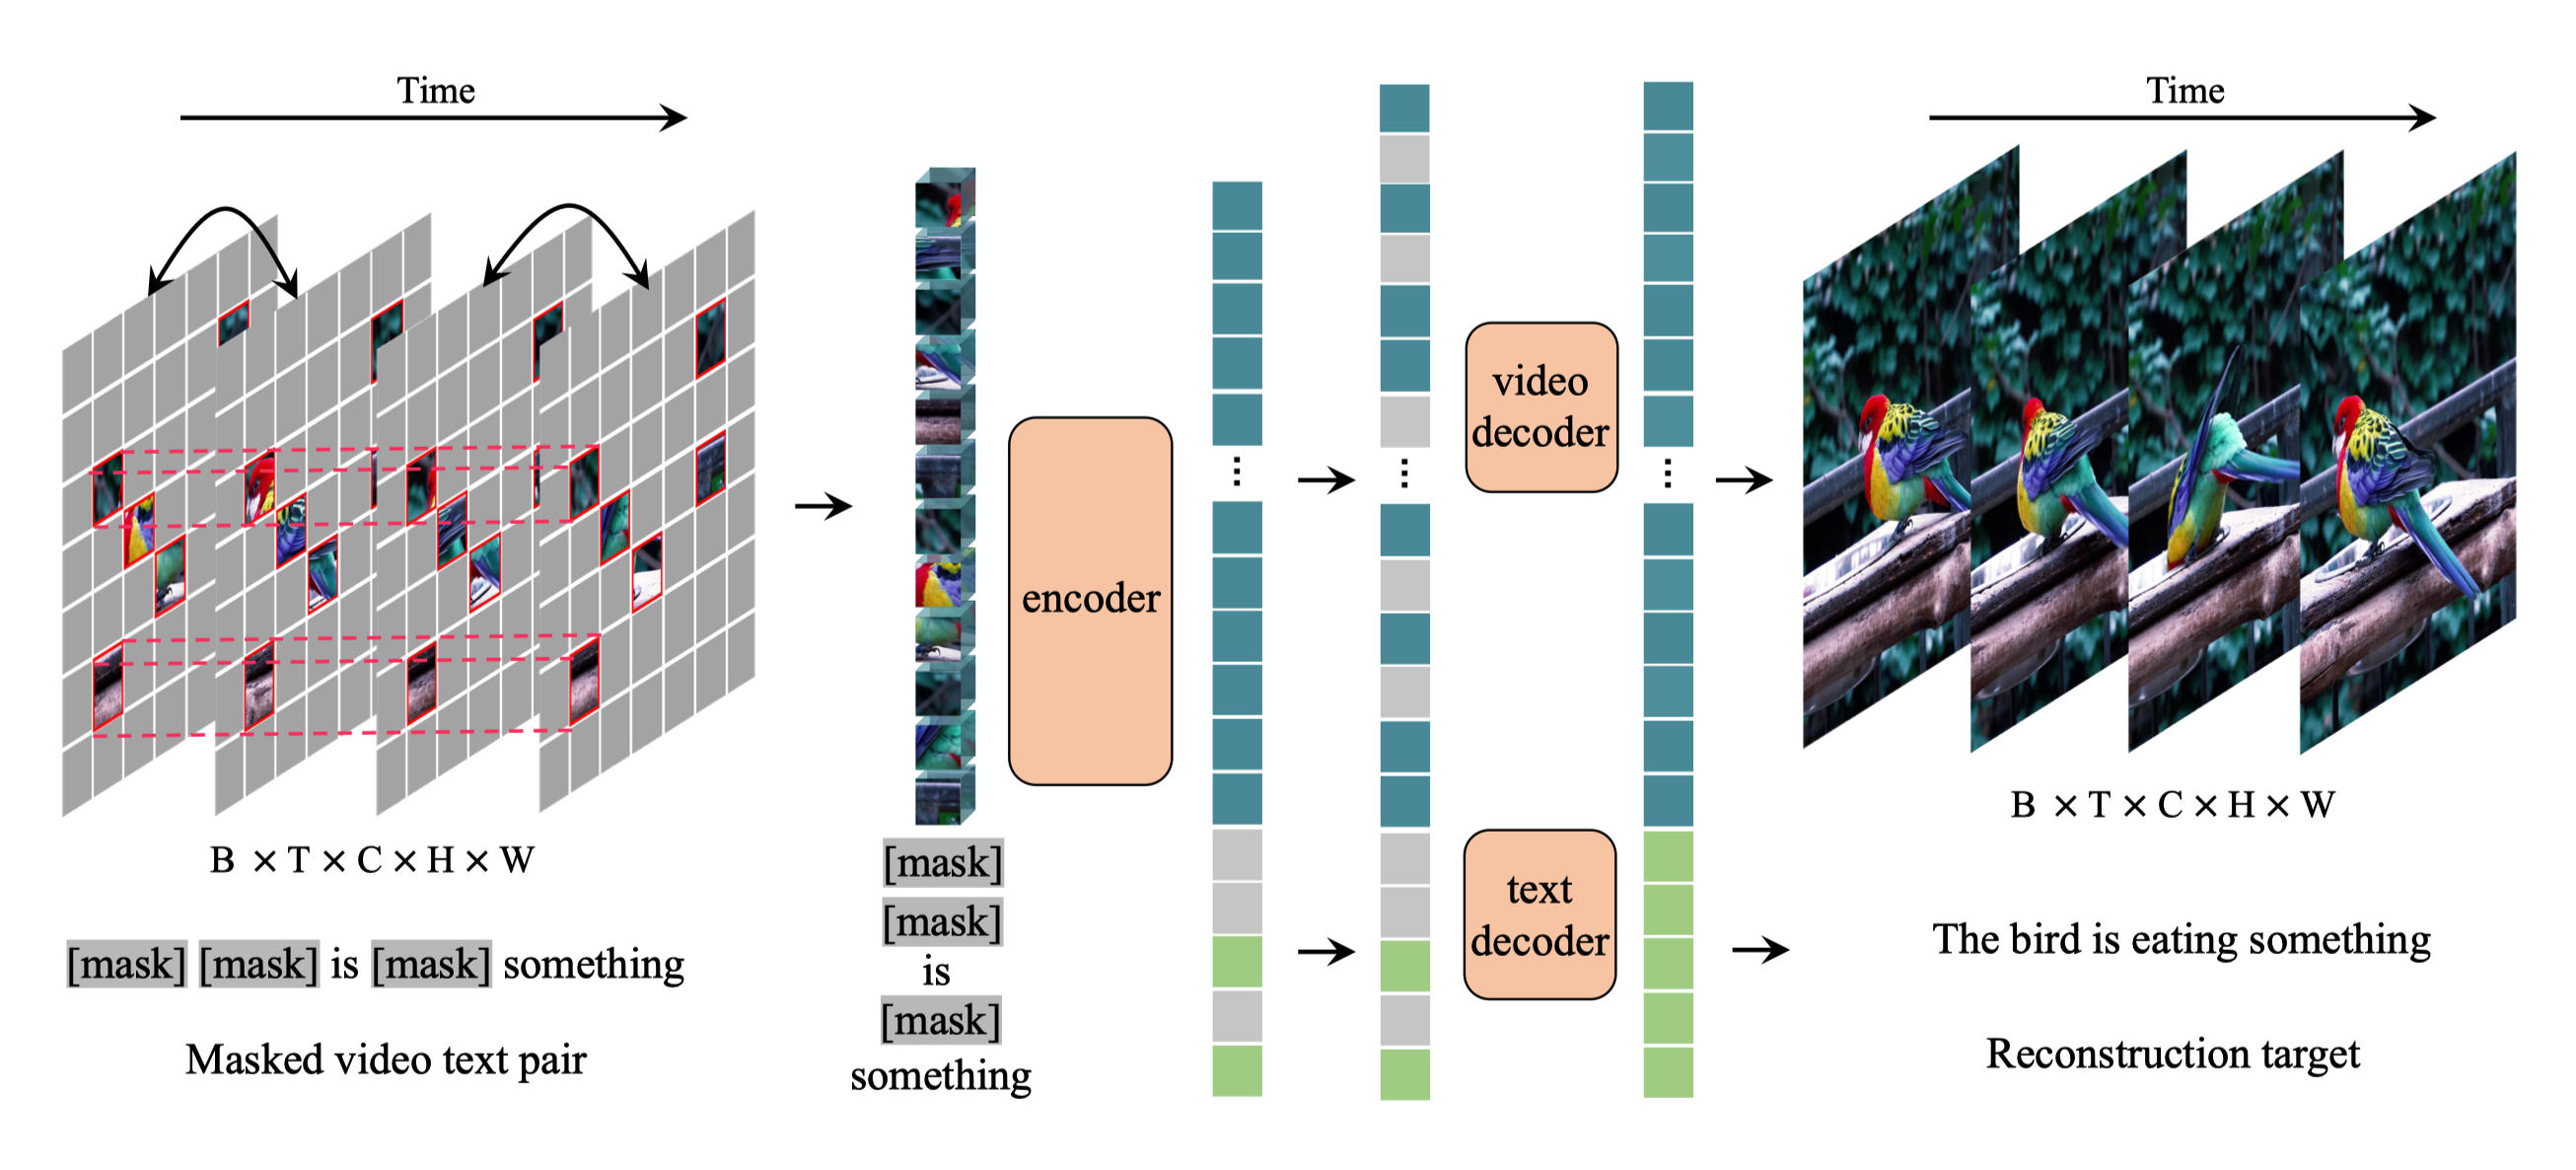 Time
B × T × C × H × W
[mask] [mask] is [mask] something
Masked video text pair
[mask]
[mask]
is
[mask]
something
encoder
video
decoder
text
decoder
Time
B × T × C × H × W
The bird is eating something
Reconstruction target